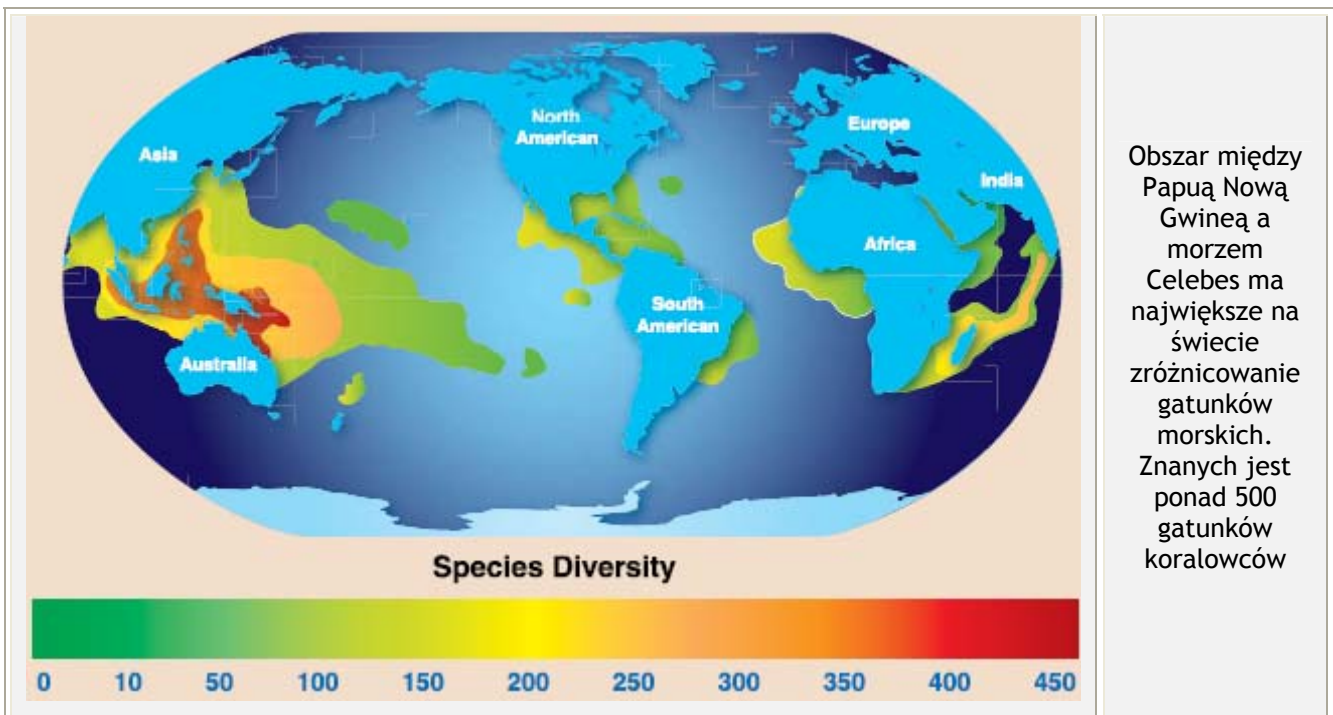 North
American
Europe
Asia
India
Africa
South
American
Australia
Species Diversity
0 10 50 100 150 200 250 300 350 400 450
Obszar między
Papuą Nową
Gwineą a
morzem
Celebes ma
największe na
świecie
zróżnicowanie
gatunków
morskich.
Znanych jest
ponad 500
gatunków
koralowców